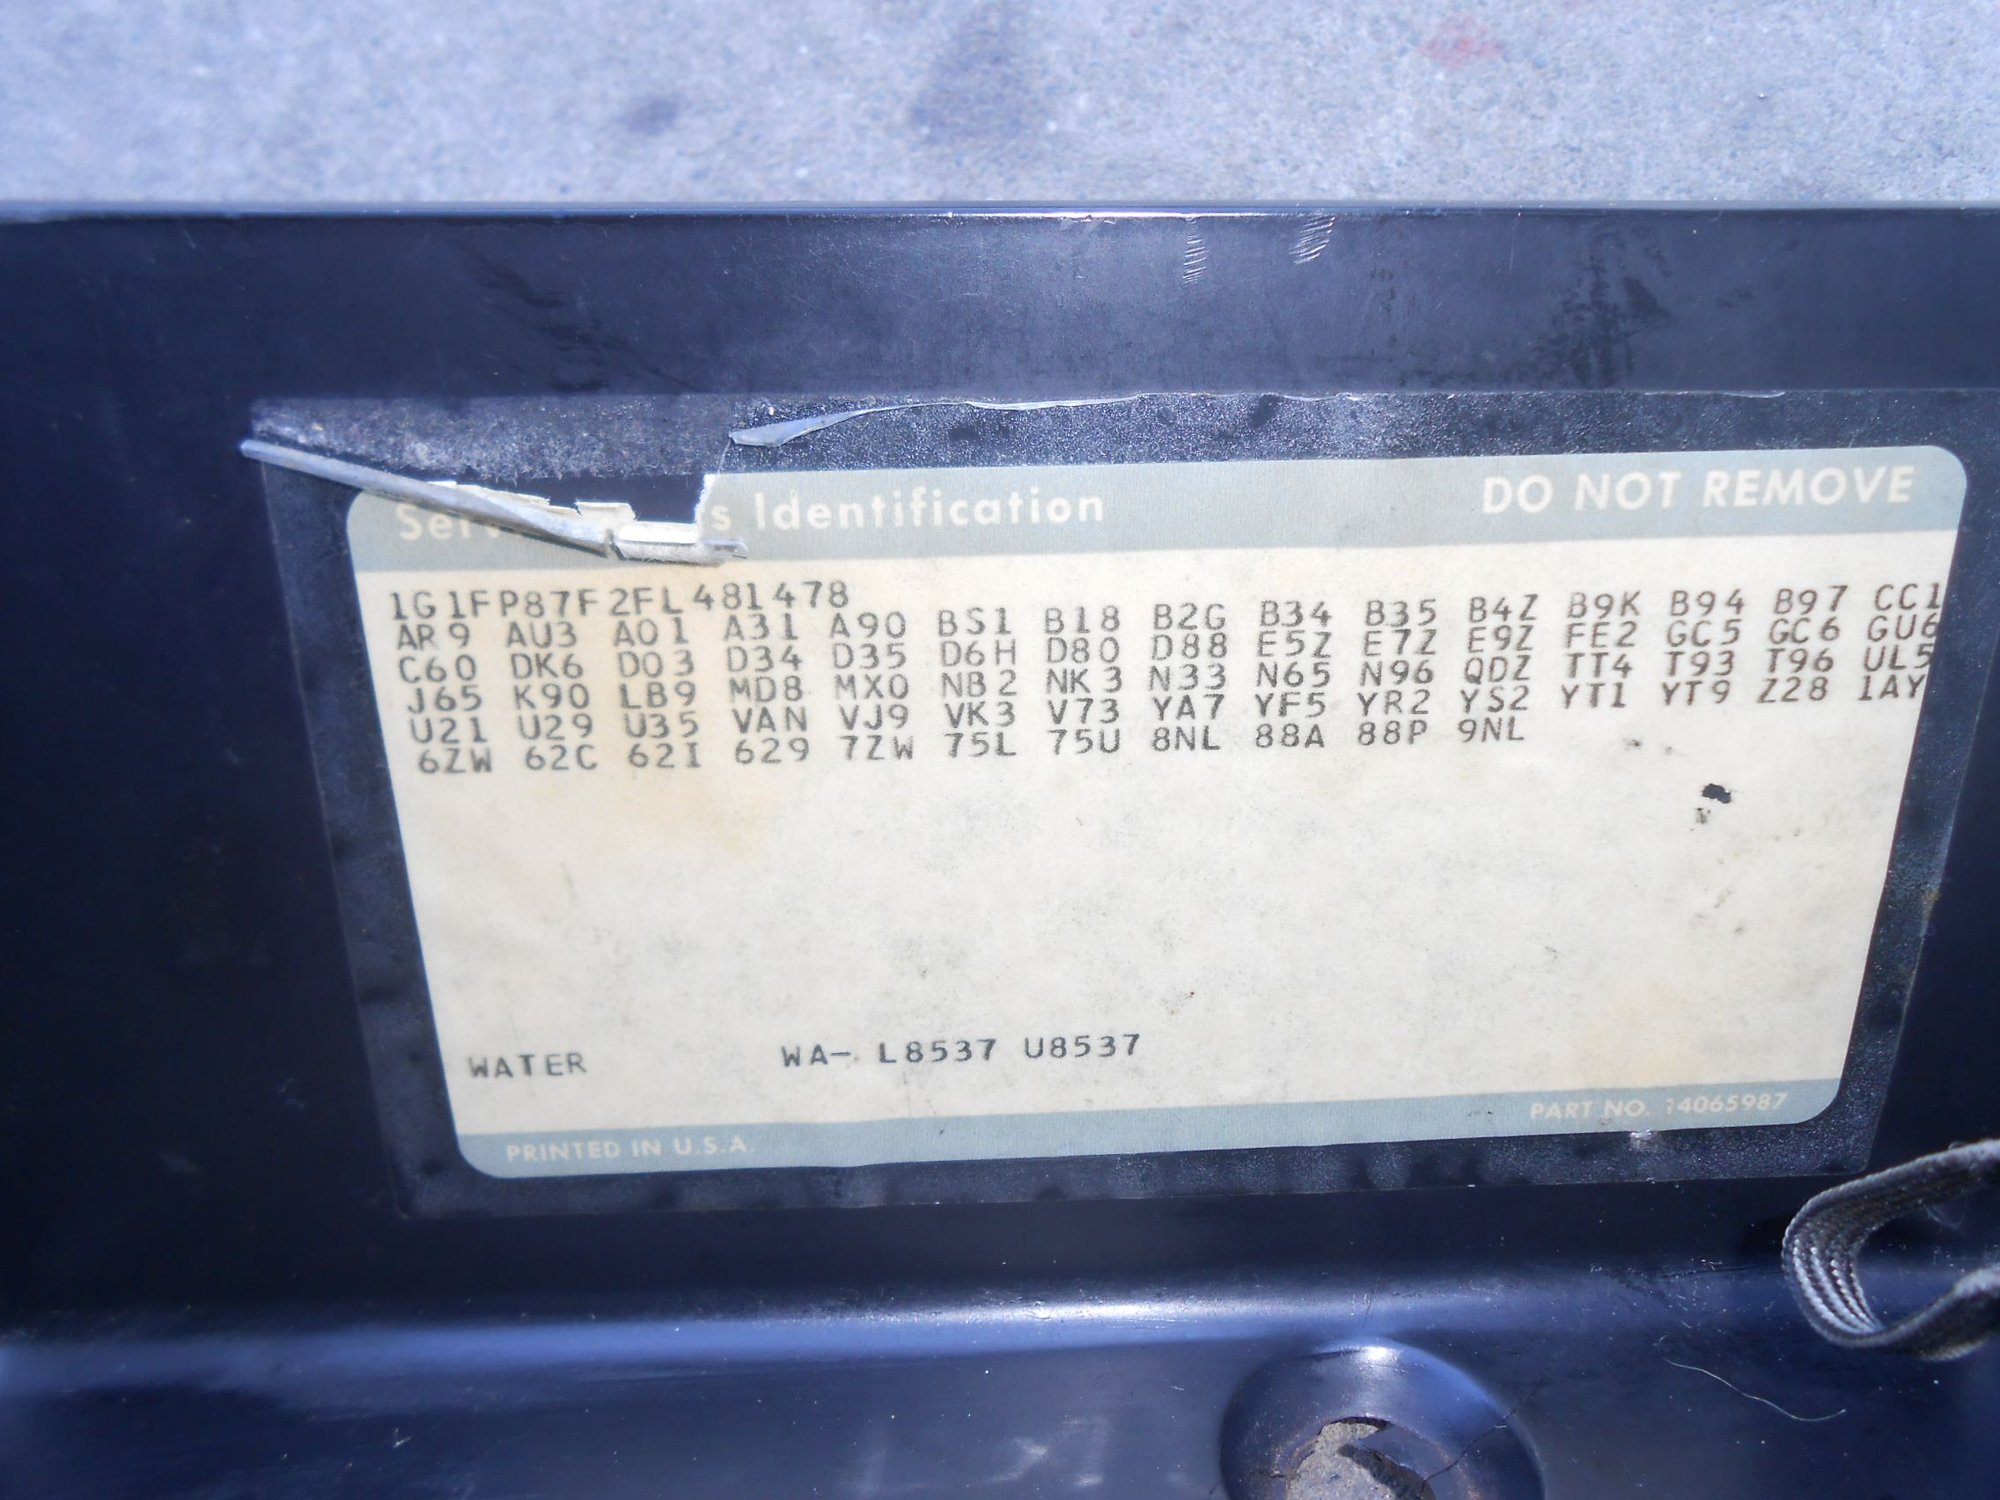 Identification DO NOT REMOVE
1G1FP87F2FL481478
AR9 AU3 A01 A31 A90 BS1 B18 B2G B34 B35 B4Z B9K B94 B97 CC1
C60 DK6 D03 D34 D35 D6H D80 D88 E5Z E7Z E9Z FE2 GC5 GC6 GU6
J65 K90 LB9 MD8 MX0 NB2 NK3 N33 N65 N96 QDZ TT4 T93 T96 UL5
U21 U29 U35 VAN VJ9 VK3 V73 YA7 YF5 YR2 YS2 YT1 YT9 Z28 1AY
6ZW 62C 62I 629 7ZW 75L 75U 8NL 88A 88P 9NL
WATER WA- L8537 U8537
PRINTED IN U.S.A. PART NO. 14065987